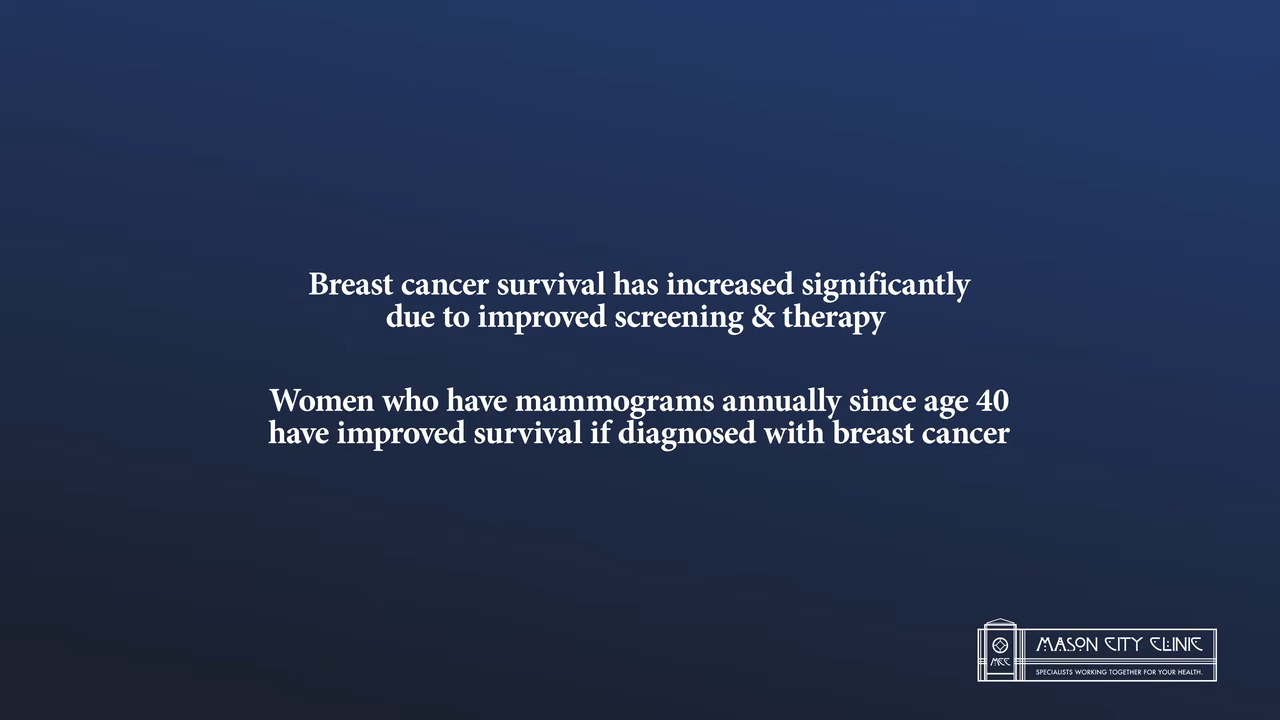 Breast cancer survival has increased significantly
due to improved screening & therapy
Women who have mammograms annually since age 40
have improved survival if diagnosed with breast cancer
MASON CITY CLINIC
MCC
SPECIALISTS WORKING TOGETHER FOR YOUR HEALTH.